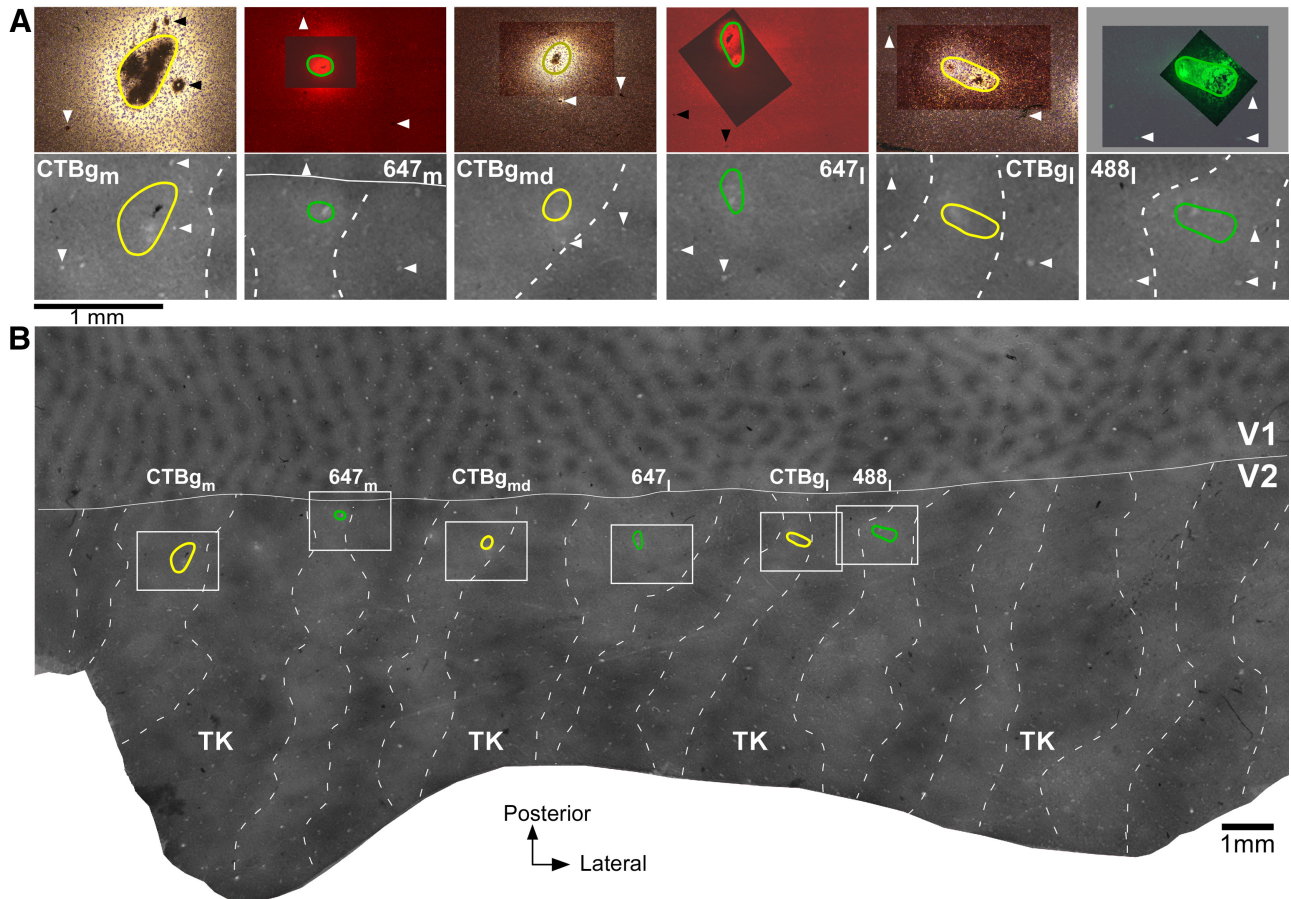 A
CTBgm
647m
CTBgmd
647l
CTBgl
488l
1 mm
B
V1
V2
CTBgm
647m
CTBgmd
647l
CTBgl
488l
TK TK TK TK
Posterior
Lateral
1mm